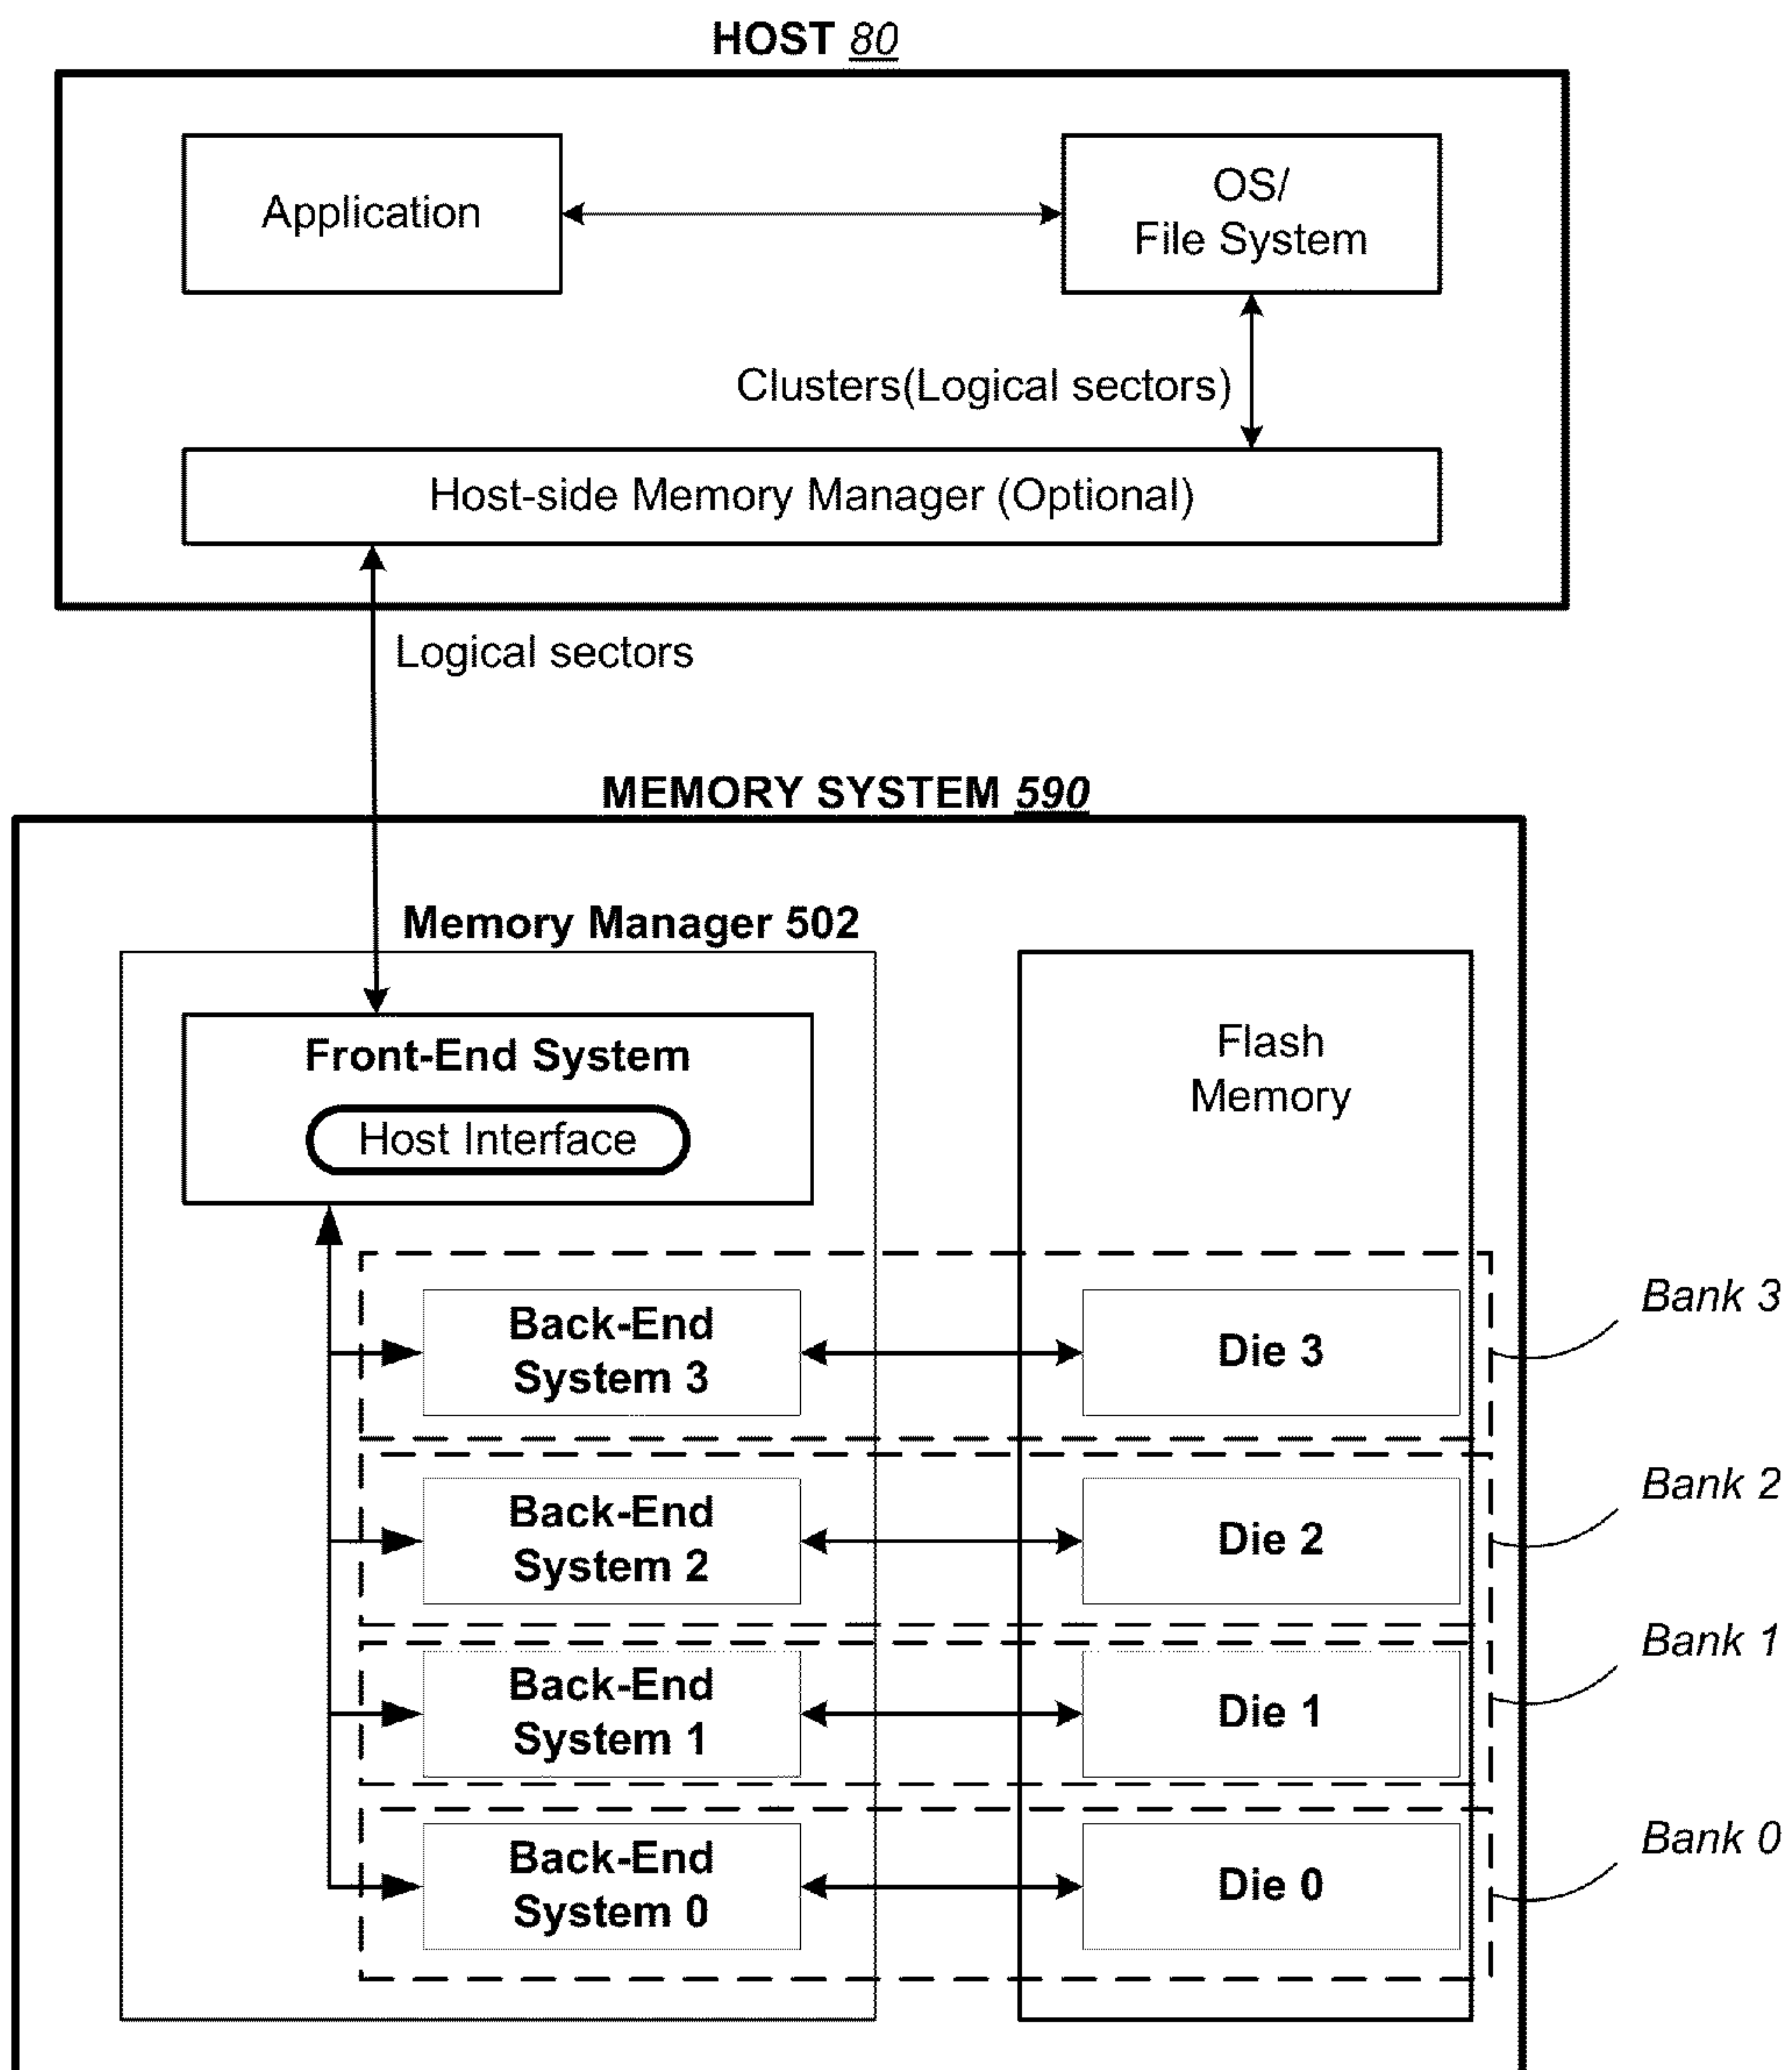 HOST 80
Application
OS/
File System
Clusters(Logical sectors)
Host-side Memory Manager (Optional)
Logical sectors
MEMORY SYSTEM 590
Memory Manager 502
Front-End System
Host Interface
Flash
Memory
Back-End
System 3
Die 3
Bank 3
Back-End
System 2
Die 2
Bank 2
Back-End
System 1
Die 1
Bank 1
Back-End
System 0
Die 0
Bank 0